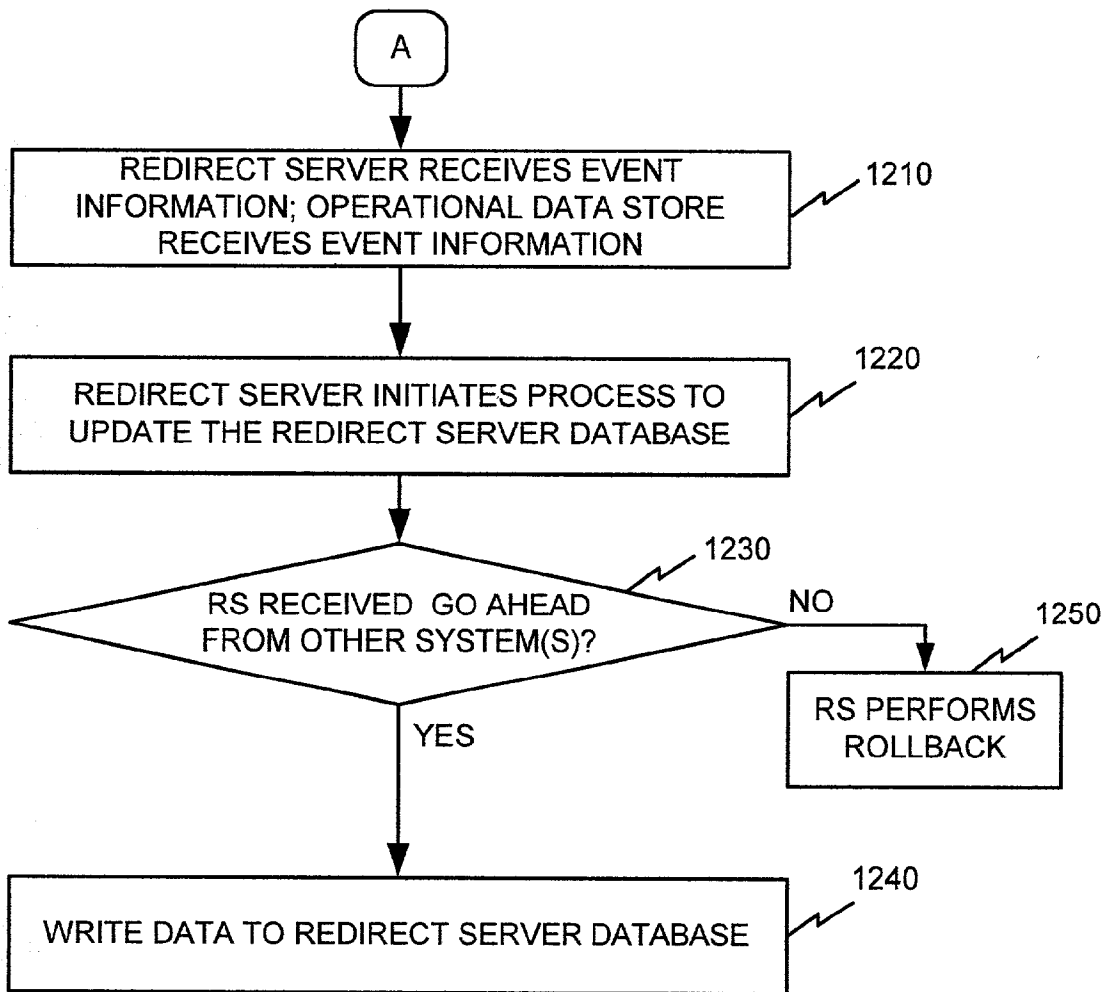 A
REDIRECT SERVER RECEIVES EVENT
INFORMATION; OPERATIONAL DATA STORE
RECEIVES EVENT INFORMATION
1210
REDIRECT SERVER INITIATES PROCESS TO
UPDATE THE REDIRECT SERVER DATABASE
1220
RS RECEIVED GO AHEAD
FROM OTHER SYSTEM(S)?
1230
NO
1250
RS PERFORMS
ROLLBACK
YES
1240
WRITE DATA TO REDIRECT SERVER DATABASE